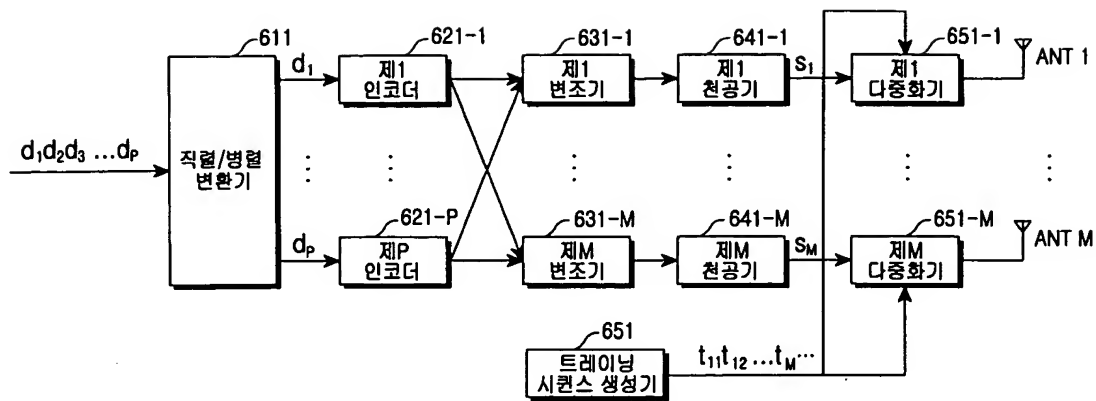 611
621-1
631-1
641-1
651-1
d₁
제1
인코더
제1
변조기
제1
천공기
S₁
제1
다중화기
ANT 1
d₁d₂d₃ ...dₚ
직렬/병렬
변환기
621-P
631-M
641-M
651-M
dₚ
제P
인코더
제M
변조기
제M
천공기
S_M
제M
다중화기
ANT M
651
트레이닝
시퀀스 생성기
t₁₁t₁₂ ...t_M...